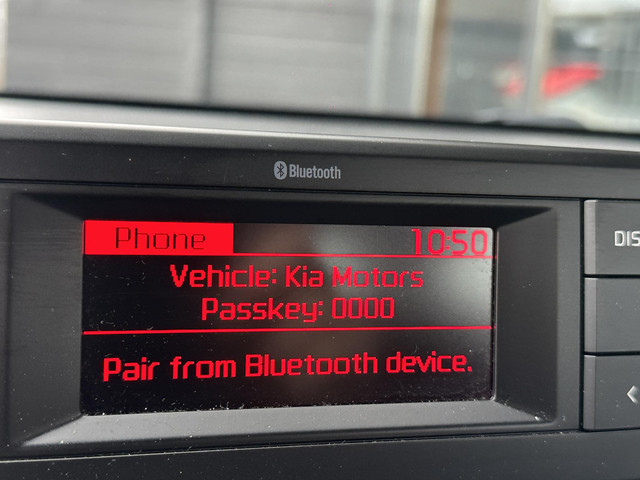 Bluetooth
Phone 10:50
Vehicle: Kia Motors
Passkey: 0000
Pair from Bluetooth device.
DIS